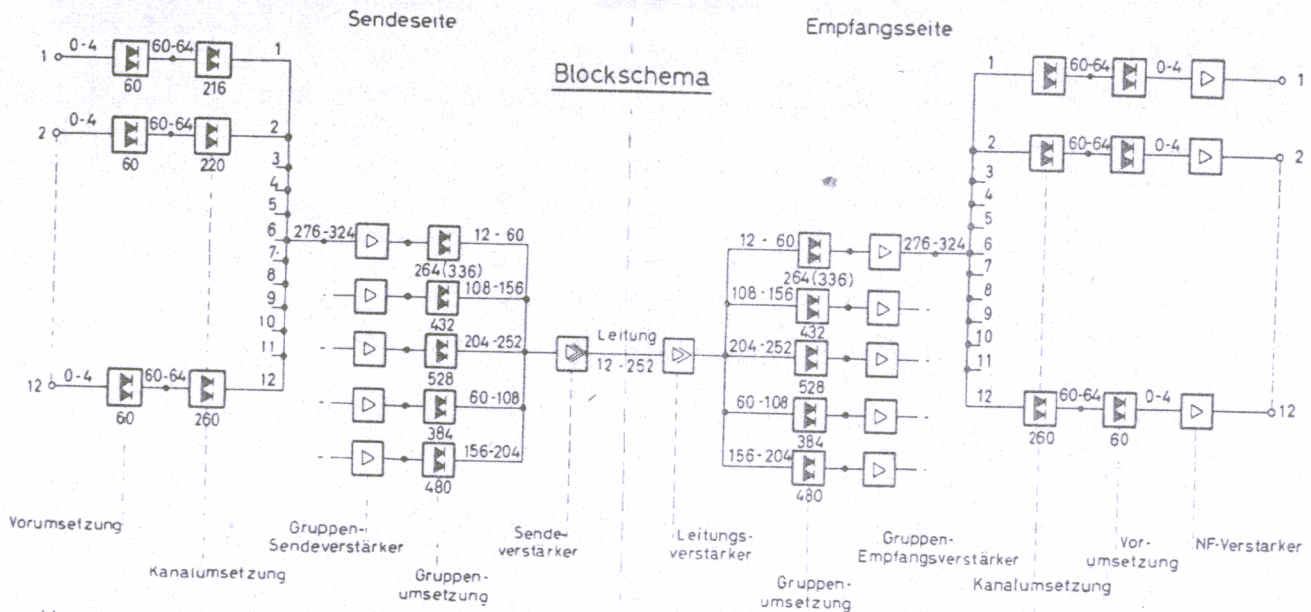 Sendeseite
Empfangsseite
Blockschema
1 0-4 60-64 1
60 216
2 0-4 60-64 2
60 220
3
4
5
6
7
8
9
10
11
12 0-4 60-64 12
60 260
276-324
12-60
264(336)
108-156
432
204-252
528
60-108
384
156-204
480
Leitung
12-252
12-60
264(336)
108-156
432
204-252
528
60-108
384
156-204
480
276-324
1 60-64 0-4 1
2 60-64 0-4 2
3
4
5
6
7
8
9
10
11
12 60-64 0-4 12
260 60
Vorumsetzung
Kanalumsetzung
Gruppen-
Sendeverstärker
Gruppen-
umsetzung
Sende-
verstärker
Leitungs-
verstärker
Gruppen-
umsetzung
Gruppen-
Empfangsverstärker
Kanalumsetzung
Vor-
umsetzung
NF-Verstarker